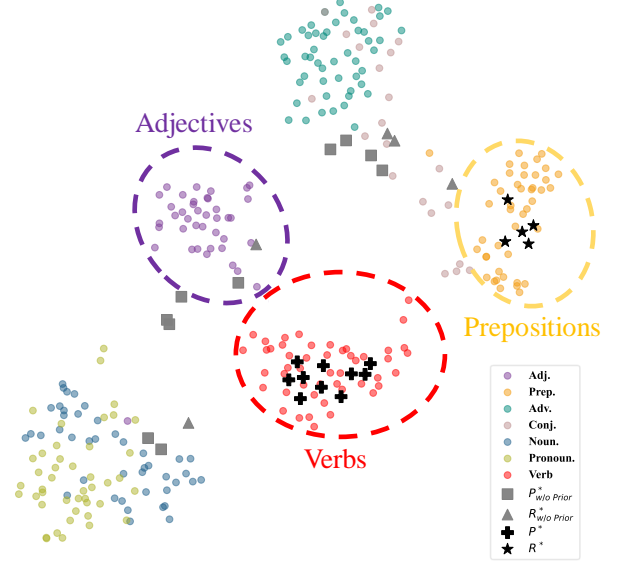 Adjectives
Prepositions
Verbs
Adj.
Prep.
Adv.
Conj.
Noun.
Pronoun.
Verb
P*w/o Prior
R*w/o Prior
P*
R*